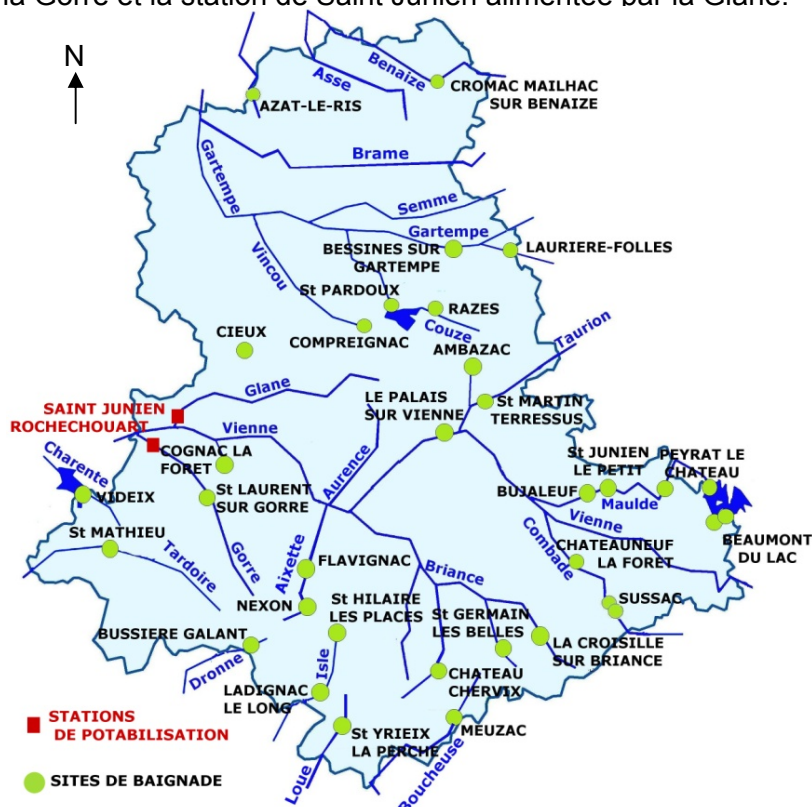 la Gorre et la station de Saint Junien alimentée par la Glane.
N
Benaize
Asse
CROMAC MAILHAC
SUR BENAIZE
AZAT-LE-RIS
Brame
Gartempe
Semme
Gartempe
BESSINES SUR
GARTEMPE
LAURIERE-FOLLES
Vincou
St PARDOUX
RAZES
Couze
COMPREIGNAC
CIEUX
AMBAZAC
Taurion
Glane
LE PALAIS
SUR VIENNE
St MARTIN
TERRESSUS
SAINT JUNIEN
ROCHECHOUART
Vienne
COGNAC LA
FORET
Aurence
St JUNIEN
LE PETIT
PEYRAT LE
CHATEAU
Charente
VIDEIX
St LAURENT
SUR GORRE
BUJALEUF
Maulde
Vienne
BEAUMONT
DU LAC
St MATHIEU
Tardoire
Gorre
Aixette
FLAVIGNAC
Briance
Combade
CHATEAUNEUF
LA FORET
NEXON
St HILAIRE
LES PLACES
St GERMAIN
LES BELLES
SUSSAC
BUSSIERE GALANT
LA CROISILLE
SUR BRIANCE
Dronne
Isle
LADIGNAC
LE LONG
CHATEAU
CHERVIX
STATIONS
DE POTABILISATION
St YRIEIX
LA PERCHE
MEUZAC
Loue
Boucheuse
SITES DE BAIGNADE